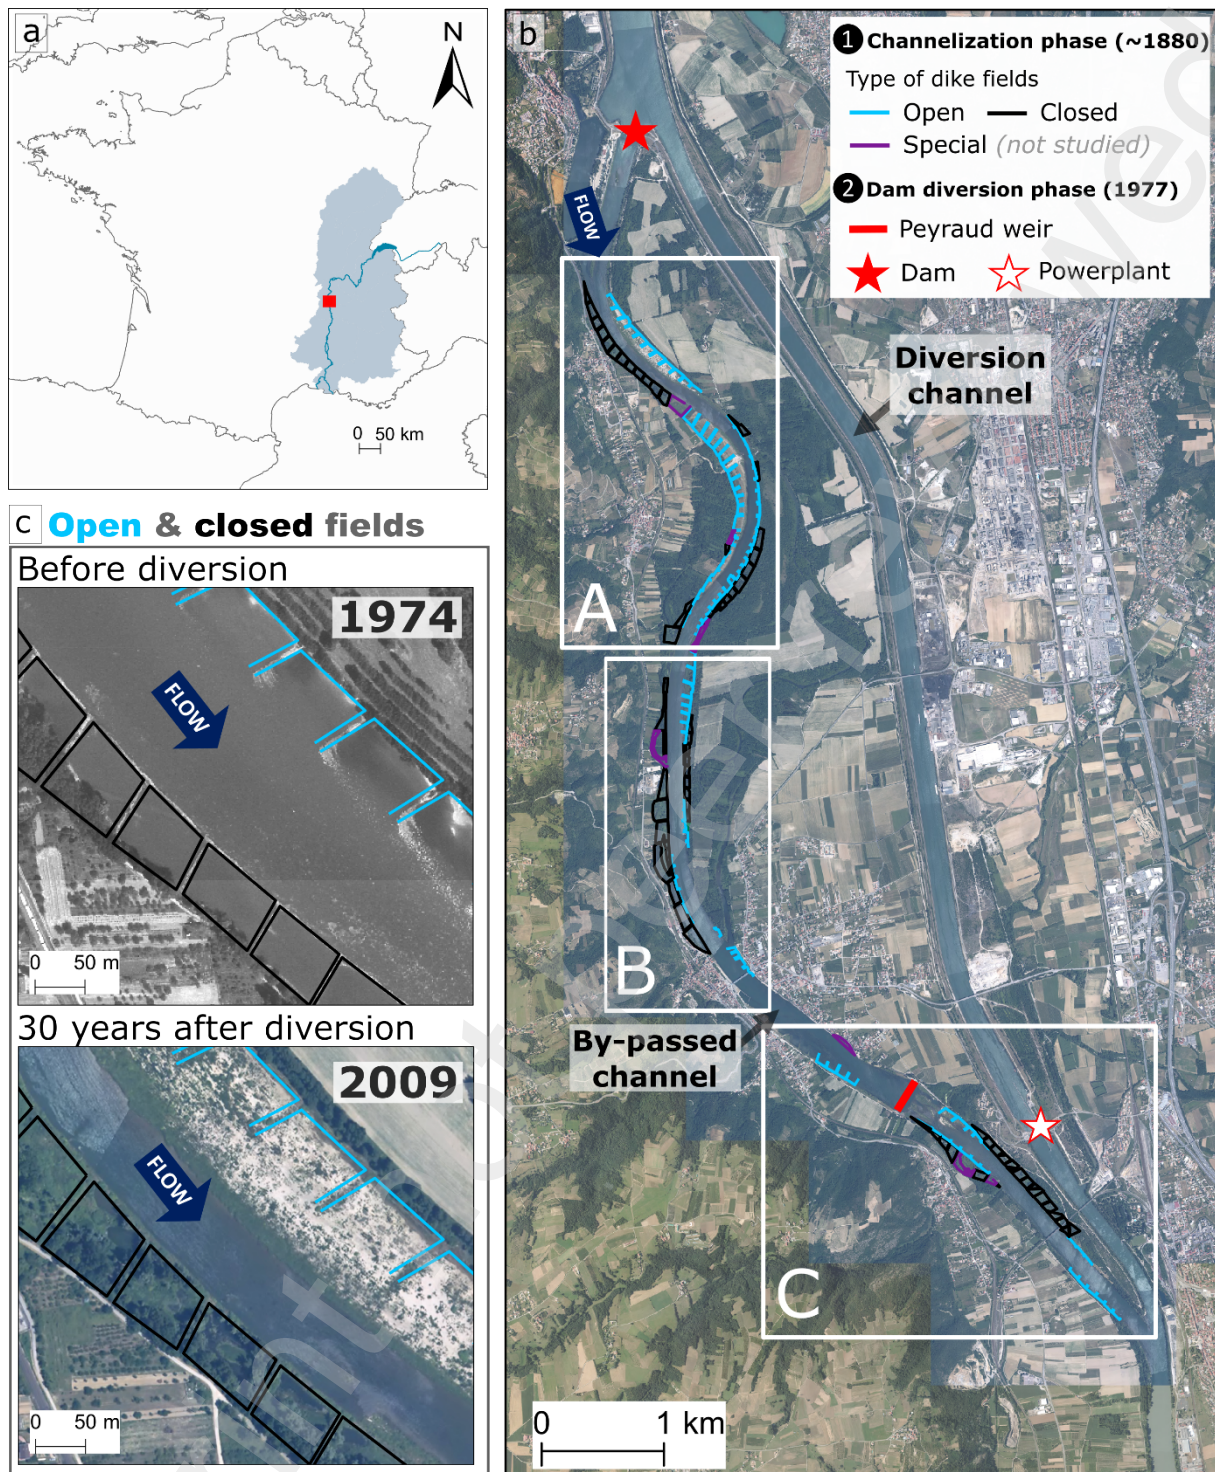 a
N
0 50 km
b
❶ Channelization phase (~1880)
Type of dike fields
Open Closed
Special (not studied)
❷ Dam diversion phase (1977)
Peyraud weir
Dam Powerplant
FLOW
Diversion
channel
A
B
By-passed
channel
C
0 1 km
c Open & closed fields
Before diversion
1974
FLOW
0 50 m
30 years after diversion
2009
FLOW
0 50 m